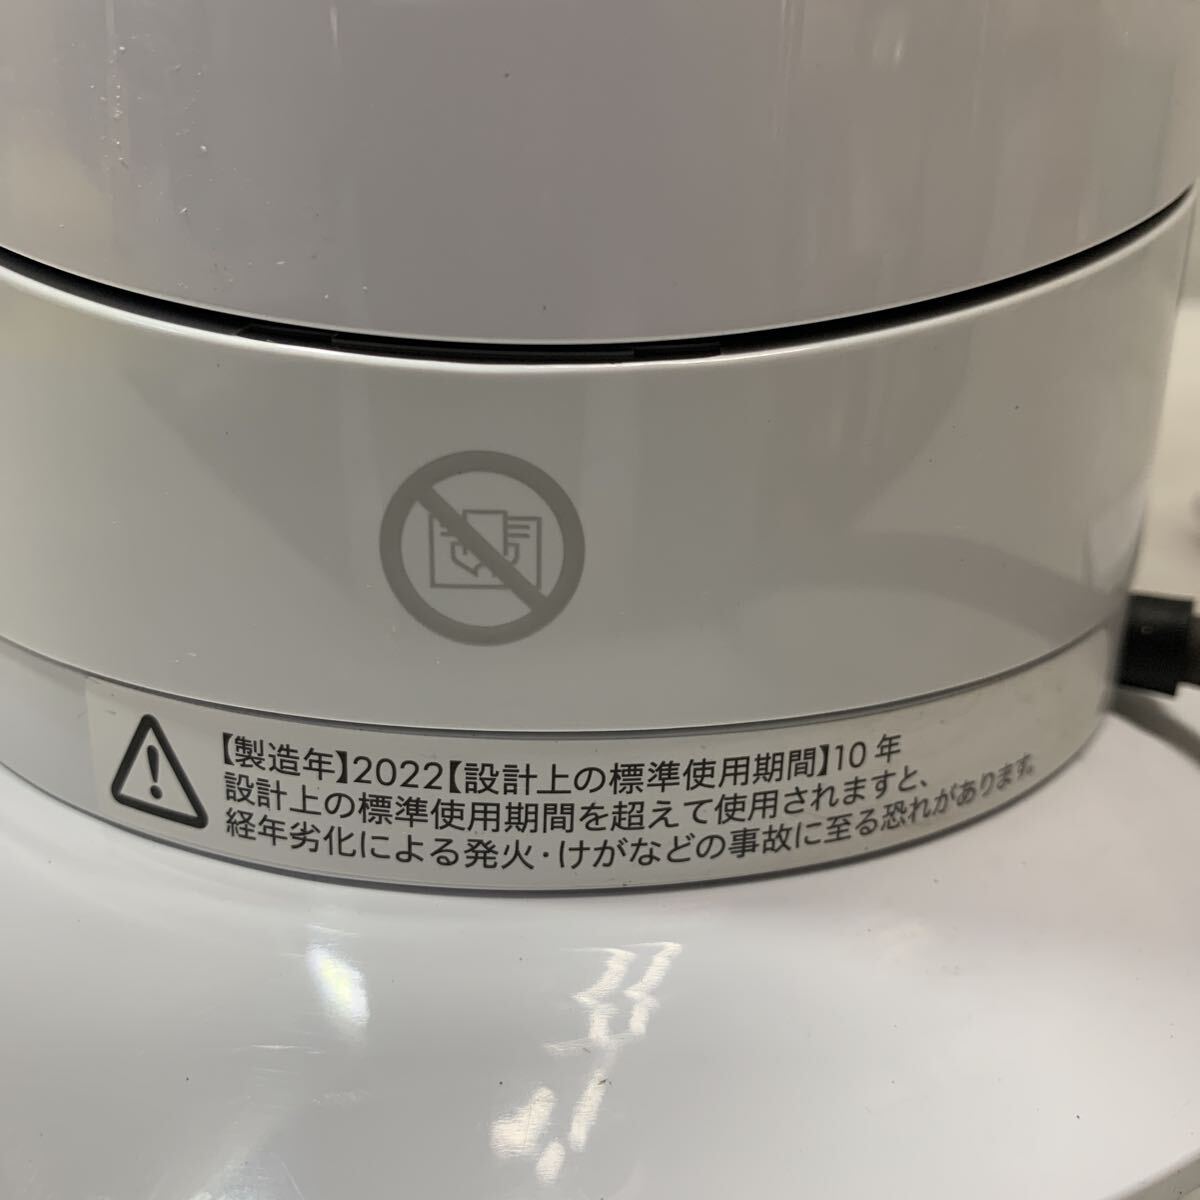 【製造年】2022【設計上の標準使用期間】10年
設計上の標準使用期間を超えて使用されますと、
経年劣化による発火・けがなどの事故に至る恐れがあります。